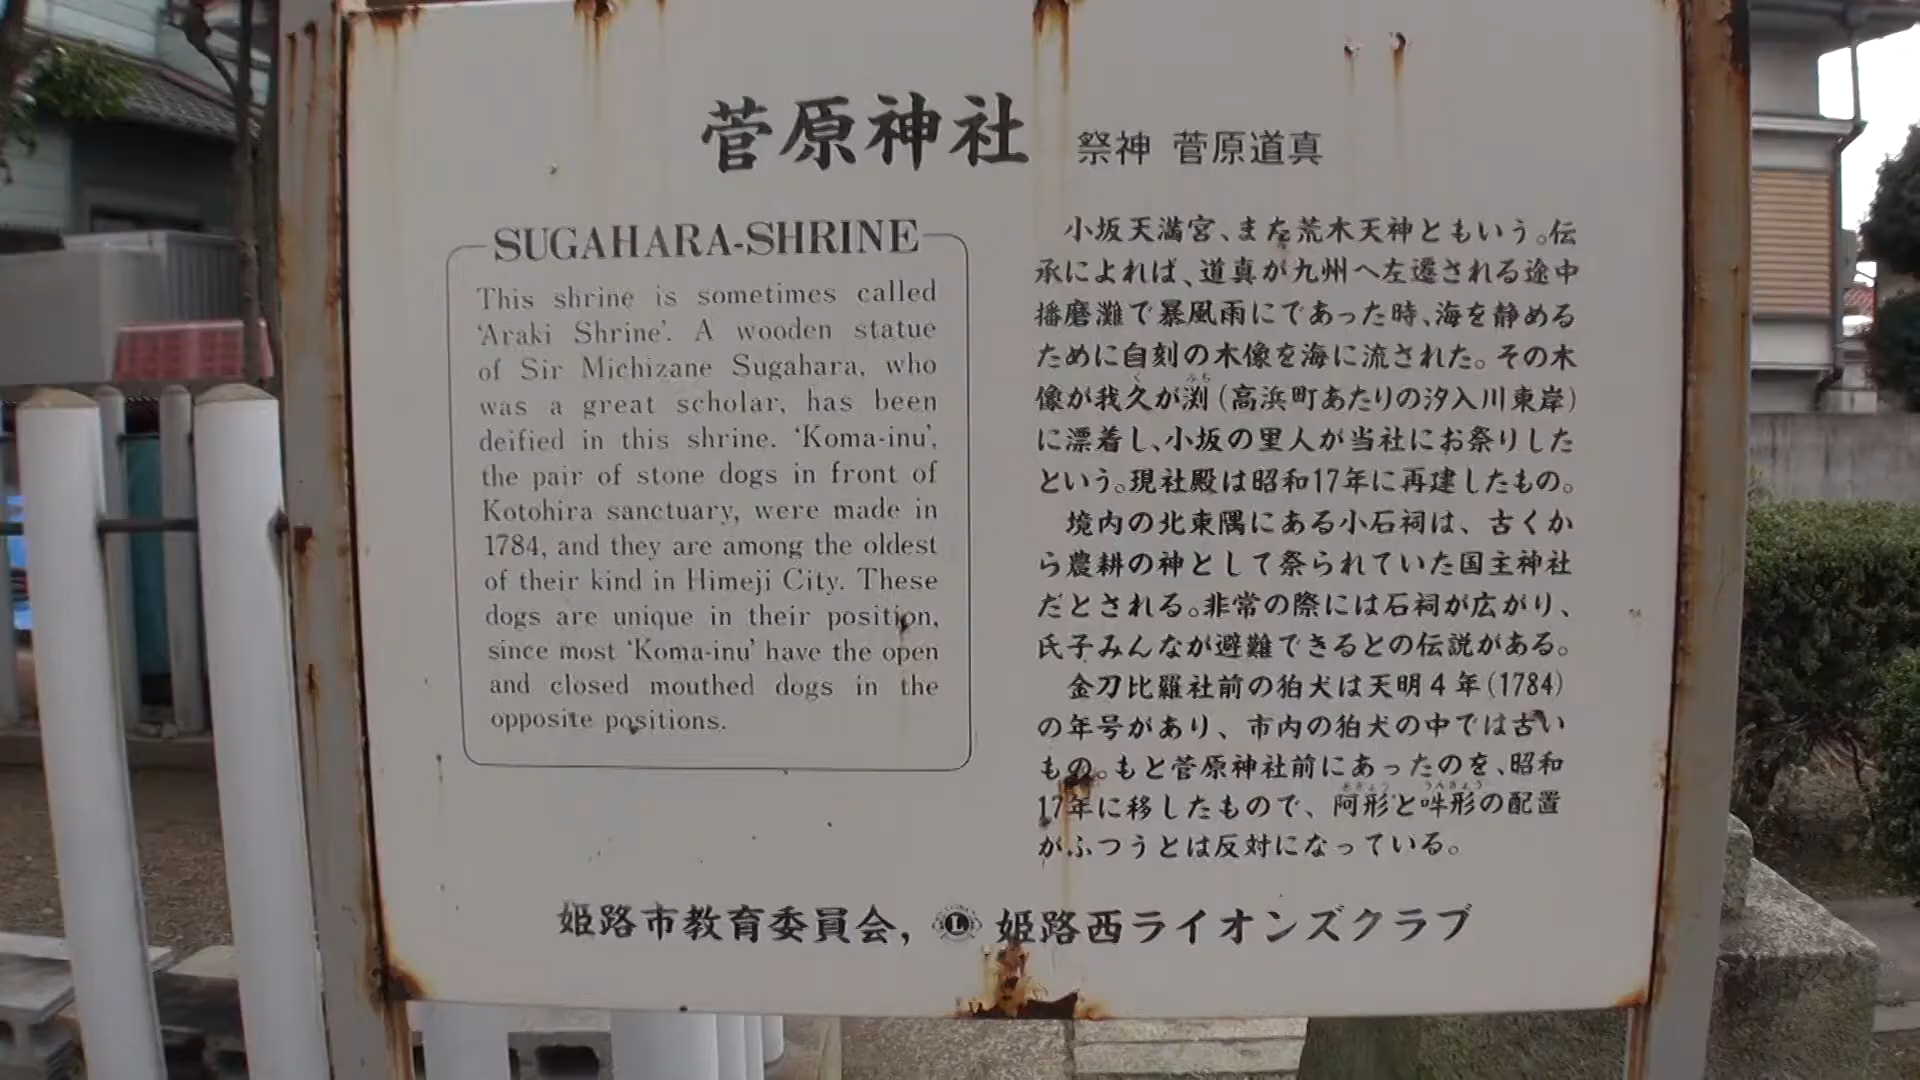 菅原神社 祭神 菅原道真
SUGAHARA-SHRINE
This shrine is sometimes called
‘Araki Shrine’. A wooden statue
of Sir Michizane Sugahara, who
was a great scholar, has been
deified in this shrine. ‘Koma-inu’,
the pair of stone dogs in front of
Kotohira sanctuary, were made in
1784, and they are among the oldest
of their kind in Himeji City. These
dogs are unique in their position,
since most ‘Koma-inu’ have the open
and closed mouthed dogs in the
opposite positions.
小坂天満宮、また荒木天神ともいう。伝
承によれば、道真が九州へ左遷される途中
播磨灘で暴風雨にであった時、海を静める
ために自刻の木像を海に流された。その木
像が我久が渕(高浜町あたりの汐入川東岸)
に漂着し、小坂の里人が当社にお祭りした
という。現社殿は昭和17年に再建したもの。
境内の北東隅にある小石祠は、古くか
ら農耕の神として祭られていた国主神社
だとされる。非常の際には石祠が広がり、
氏子みんなが避難できるとの伝説がある。
金刀比羅社前の狛犬は天明4年(1784)
の年号があり、市内の狛犬の中では古い
もの。もと菅原神社前にあったのを、昭和
17年に移したもので、阿形と吽形の配置
がふつうとは反対になっている。
姫路市教育委員会, L 姫路西ライオンズクラブ